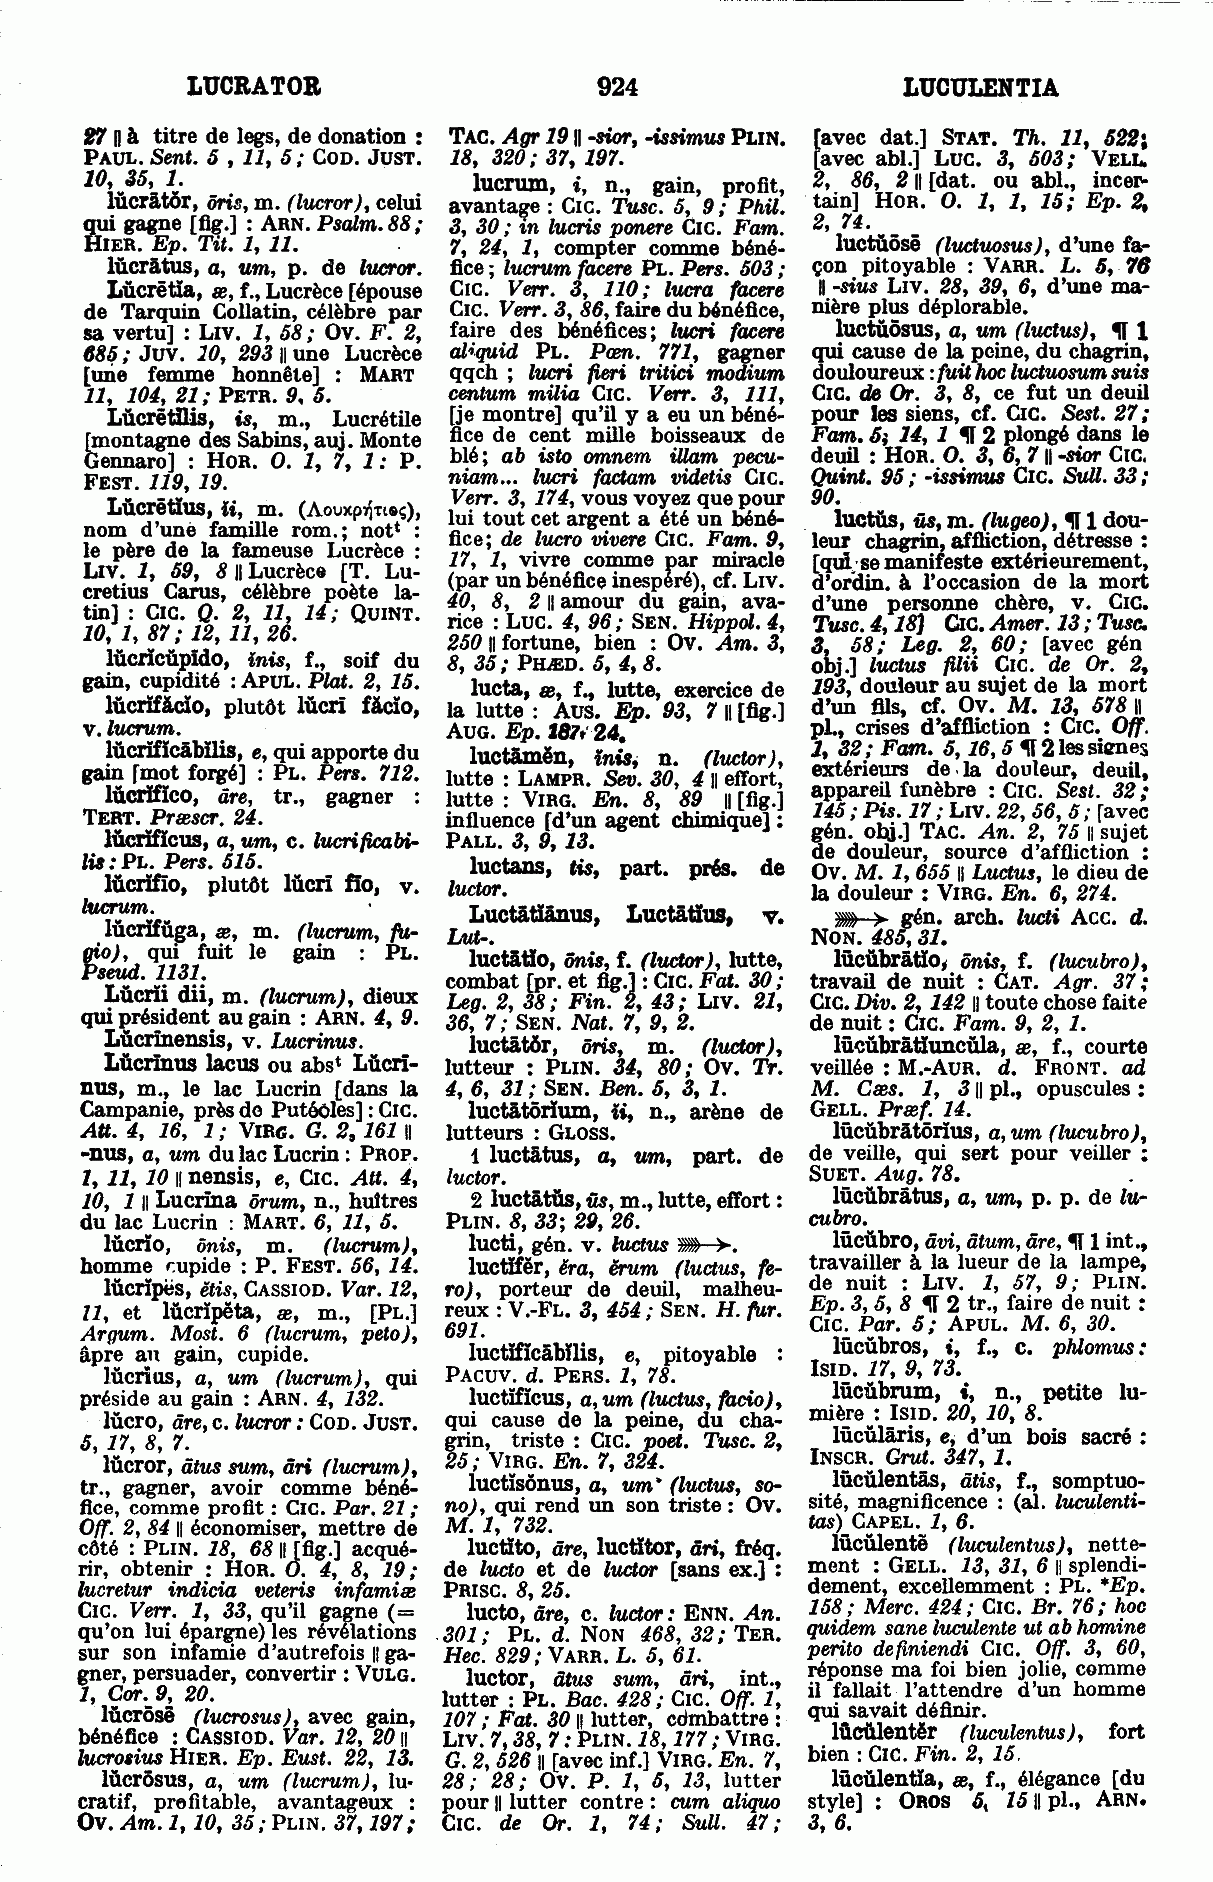 LUCRATOR
924
LUCULENTIA
27 || à titre de legs, de donation :
PAUL. Sent. 5 , 11, 5 ; COD. JUST.
10, 35, 1.
lŭcrātŏr, ōris, m. (lucror), celui
qui gagne [fig.] : ARN. Psalm. 88 ;
HIER. Ep. Tit. 1, 11.
lŭcrātus, a, um, p. de lucror.
Lŭcrētĭa, æ, f., Lucrèce [épouse
de Tarquin Collatin, célèbre par
sa vertu] : LIV. 1, 58 ; OV. F. 2,
685 ; JUV. 10, 293 || une Lucrèce
[une femme honnête] : MART
11, 104, 21 ; PETR. 9, 5.
Lŭcrētĭlis, is, m., Lucrétile
[montagne des Sabins, auj. Monte
Gennaro] : HOR. O. 1, 7, 1 : P.
FEST. 119, 19.
Lŭcrētĭus, ĭi, m. (Λουκρήτιος),
nom d'une famille rom.; notᵗ :
le père de la fameuse Lucrèce :
LIV. 1, 59, 8 || Lucrèce [T. Lu-
cretius Carus, célèbre poète la-
tin] : CIC. Q. 2, 11, 14 ; QUINT.
10, 1, 87 ; 12, 11, 26.
lŭcrĭcŭpīdo, ĭnis, f., soif du
gain, cupidité : APUL. Plat. 2, 15.
lŭcrĭfăcĭo, plutôt lŭcrī făcĭo,
v. lucrum.
lŭcrĭfĭcābĭlis, e, qui apporte du
gain [mot forgé] : PL. Pers. 712.
lŭcrĭfĭco, āre, tr., gagner :
TERT. Præscr. 24.
lŭcrĭfĭcus, a, um, c. lucrificabi-
lis : PL. Pers. 515.
lŭcrĭfīo, plutôt lŭcrī fīo, v.
lucrum.
lŭcrĭfŭga, æ, m. (lucrum, fu-
gio), qui fuit le gain : PL.
Pseud. 1131.
Lŭcrĭi dii, m. (lucrum), dieux
qui président au gain : ARN. 4, 9.
Lŭcrīnensis, v. Lucrinus.
Lŭcrīnus lacus ou absᵗ Lŭcrī-
nus, m., le lac Lucrin [dans la
Campanie, près de Putéoles] : CIC.
Att. 4, 16, 1 ; VIRG. G. 2, 161 ||
-nus, a, um du lac Lucrin : PROP.
1, 11, 10 || nensis, e, CIC. Att. 4,
10, 1 || Lucrīna ōrum, n., huîtres
du lac Lucrin : MART. 6, 11, 5.
lŭcrĭo, ōnis, m. (lucrum),
homme cupide : P. FEST. 56, 14.
lŭcrĭpĕs, ĕtis, CASSIOD. Var. 12,
11, et lŭcrĭpĕta, æ, m., [PL.]
Argum. Most. 6 (lucrum, peto),
âpre au gain, cupide.
lŭcrĭus, a, um (lucrum), qui
préside au gain : ARN. 4, 132.
lŭcro, āre, c. lucror : COD. JUST.
5, 17, 8, 7.
lŭcror, ātus sum, āri (lucrum),
tr., gagner, avoir comme béné-
fice, comme profit : CIC. Par. 21 ;
Off. 2, 84 || économiser, mettre de
côté : PLIN. 18, 68 || [fig.] acqué-
rir, obtenir : HOR. O. 4, 8, 19 ;
lucretur indicia veteris infamiæ
CIC. Verr. 1, 33, qu'il gagne (=
qu'on lui épargne) les révélations
sur son infamie d'autrefois || ga-
gner, persuader, convertir : VULG.
1, Cor. 9, 20.
lŭcrōsē (lucrosus), avec gain,
bénéfice : CASSIOD. Var. 12, 20 ||
lucrosius HIER. Ep. Eust. 22, 13.
lŭcrōsus, a, um (lucrum), lu-
cratif, profitable, avantageux :
OV. Am. 1, 10, 35 ; PLIN. 37, 197 ;
TAC. Agr 19 || -sior, -issimus PLIN.
18, 320 ; 37, 197.
lucrum, i, n., gain, profit,
avantage : CIC. Tusc. 5, 9 ; Phil.
3, 30 ; in lucris ponere CIC. Fam.
7, 24, 1, compter comme béné-
fice ; lucrum facere PL. Pers. 503 ;
CIC. Verr. 3, 110 ; lucra facere
CIC. Verr. 3, 86, faire du bénéfice,
faire des bénéfices ; lucri facere
aliquid PL. Pœn. 771, gagner
qqch ; lucri fieri tritici modium
centum milia CIC. Verr. 3, 111,
[je montre] qu'il y a eu un béné-
fice de cent mille boisseaux de
blé ; ab isto omnem illam pecu-
niam... lucri factam videtis CIC.
Verr. 3, 174, vous voyez que pour
lui tout cet argent a été un béné-
fice ; de lucro vivere CIC. Fam. 9,
17, 1, vivre comme par miracle
(par un bénéfice inespéré), cf. LIV.
40, 8, 2 || amour du gain, ava-
rice : LUC. 4, 96 ; SEN. Hippol. 4,
250 || fortune, bien : OV. Am. 3,
8, 35 ; PHÆD. 5, 4, 8.
lucta, æ, f., lutte, exercice de
la lutte : AUS. Ep. 93, 7 || [fig.]
AUG. Ep. 187, 24.
luctāmĕn, ĭnis, n. (luctor),
lutte : LAMPR. Sev. 30, 4 || effort,
lutte : VIRG. En. 8, 89 || [fig.]
influence [d'un agent chimique] :
PALL. 3, 9, 13.
luctans, tis, part. prés. de
luctor.
Luctātĭānus, Luctātĭus, v.
Lut-.
luctātĭo, ōnis, f. (luctor), lutte,
combat [pr. et fig.] : CIC. Fat. 30 ;
Leg. 2, 38 ; Fin. 2, 43 ; LIV. 21,
36, 7 ; SEN. Nat. 7, 9, 2.
luctātŏr, ōris, m. (luctor),
lutteur : PLIN. 34, 80 ; OV. Tr.
4, 6, 31 ; SEN. Ben. 5, 3, 1.
luctātōrĭum, ĭi, n., arène de
lutteurs : GLOSS.
1 luctātus, a, um, part. de
luctor.
2 luctātŭs, ūs, m., lutte, effort :
PLIN. 8, 33; 29, 26.
lucti, gén. v. luctus »»→.
luctĭfĕr, ĕra, ĕrum (luctus, fe-
ro), porteur de deuil, malheu-
reux : V.-FL. 3, 454 ; SEN. H. fur.
691.
luctĭfĭcābĭlis, e, pitoyable :
PACUV. d. PERS. 1, 78.
luctĭfĭcus, a, um (luctus, facio),
qui cause de la peine, du cha-
grin, triste : CIC. poet. Tusc. 2,
25 ; VIRG. En. 7, 324.
luctĭsŏnus, a, um (luctus, so-
no), qui rend un son triste : OV.
M. 1, 732.
luctĭto, āre, luctĭtor, āri, fréq.
de lucto et de luctor [sans ex.] :
PRISC. 8, 25.
lucto, āre, c. luctor : ENN. An.
301 ; PL. d. NON 468, 32 ; TER.
Hec. 829 ; VARR. L. 5, 61.
luctor, ātus sum, āri, int.,
lutter : PL. Bac. 428 ; CIC. Off. 1,
107 ; Fat. 30 || lutter, combattre :
LIV. 7, 38, 7 : PLIN. 18, 177 ; VIRG.
G. 2, 526 || [avec inf.] VIRG. En. 7,
28 ; 28 ; OV. P. 1, 5, 13, lutter
pour || lutter contre : cum aliquo
CIC. de Or. 1, 74 ; Sull. 47 ;
[avec dat.] STAT. Th. 11, 522;
[avec abl.] LUC. 3, 503 ; VELL.
2, 86, 2 || [dat. ou abl., incer-
tain] HOR. O. 1, 1, 15 ; Ep. 2,
2, 74.
luctŭōsē (luctuosus), d'une fa-
çon pitoyable : VARR. L. 5, 76
|| -sius LIV. 28, 39, 6, d'une ma-
nière plus déplorable.
luctŭōsus, a, um (luctus), ¶ 1
qui cause de la peine, du chagrin,
douloureux : fuit hoc luctuosum suis
CIC. de Or. 3, 8, ce fut un deuil
pour les siens, cf. CIC. Sest. 27 ;
Fam. 5, 14, 1 ¶ 2 plongé dans le
deuil : HOR. O. 3, 6, 7 || -sior CIC.
Quint. 95 ; -issimus CIC. Sull. 33 ;
90.
luctŭs, ūs, m. (lugeo), ¶ 1 dou-
leur chagrin, affliction, détresse :
[qui se manifeste extérieurement,
d'ordin. à l'occasion de la mort
d'une personne chère, v. CIC.
Tusc. 4, 18] CIC. Amer. 13 ; Tusc.
3, 58 ; Leg. 2, 60 ; [avec gén
obj.] luctus filii CIC. de Or. 2,
193, douleur au sujet de la mort
d'un fils, cf. OV. M. 13, 578 ||
pl., crises d'affliction : CIC. Off.
1, 32 ; Fam. 5, 16, 5 ¶ 2 les signes
extérieurs de la douleur, deuil,
appareil funèbre : CIC. Sest. 32 ;
145 ; Pis. 17 ; LIV. 22, 56, 5 ; [avec
gén. obj.] TAC. An. 2, 75 || sujet
de douleur, source d'affliction :
OV. M. 1, 655 || Luctus, le dieu de
la douleur : VIRG. En. 6, 274.
»»→ gén. arch. lucti ACC. d.
NON. 485, 31.
lūcŭbrātĭo, ōnis, f. (lucubro),
travail de nuit : CAT. Agr. 37 ;
CIC. Div. 2, 142 || toute chose faite
de nuit : CIC. Fam. 9, 2, 1.
lūcŭbrātĭuncŭla, æ, f., courte
veillée : M.-AUR. d. FRONT. ad
M. Cæs. 1, 3 || pl., opuscules :
GELL. Præf. 14.
lūcŭbrātōrĭus, a, um (lucubro),
de veille, qui sert pour veiller :
SUET. Aug. 78.
lūcŭbrātus, a, um, p. p. de lu-
cubro.
lūcŭbro, āvi, ātum, āre, ¶ 1 int.,
travailler à la lueur de la lampe,
de nuit : LIV. 1, 57, 9 ; PLIN.
Ep. 3, 5, 8 ¶ 2 tr., faire de nuit :
CIC. Par. 5 ; APUL. M. 6, 30.
lūcŭbros, i, f., c. phlomus :
ISID. 17, 9, 73.
lūcŭbrum, i, n., petite lu-
mière : ISID. 20, 10, 8.
lūcŭlāris, e, d'un bois sacré :
INSCR. Grut. 347, 1.
lūcŭlentās, ātis, f., somptuo-
sité, magnificence : (al. luculenti-
tas) CAPEL. 1, 6.
lūcŭlentē (luculentus), nette-
ment : GELL. 13, 31, 6 || splendi-
dement, excellemment : PL. *Ep.
158 ; Merc. 424 ; CIC. Br. 76 ; hoc
quidem sane luculente ut ab homine
perito definiendi CIC. Off. 3, 60,
réponse ma foi bien jolie, comme
il fallait l'attendre d'un homme
qui savait définir.
lūcŭlentĕr (luculentus), fort
bien : CIC. Fin. 2, 15.
lūcŭlentĭa, æ, f., élégance [du
style] : OROS 5, 15 || pl., ARN.
3, 6.